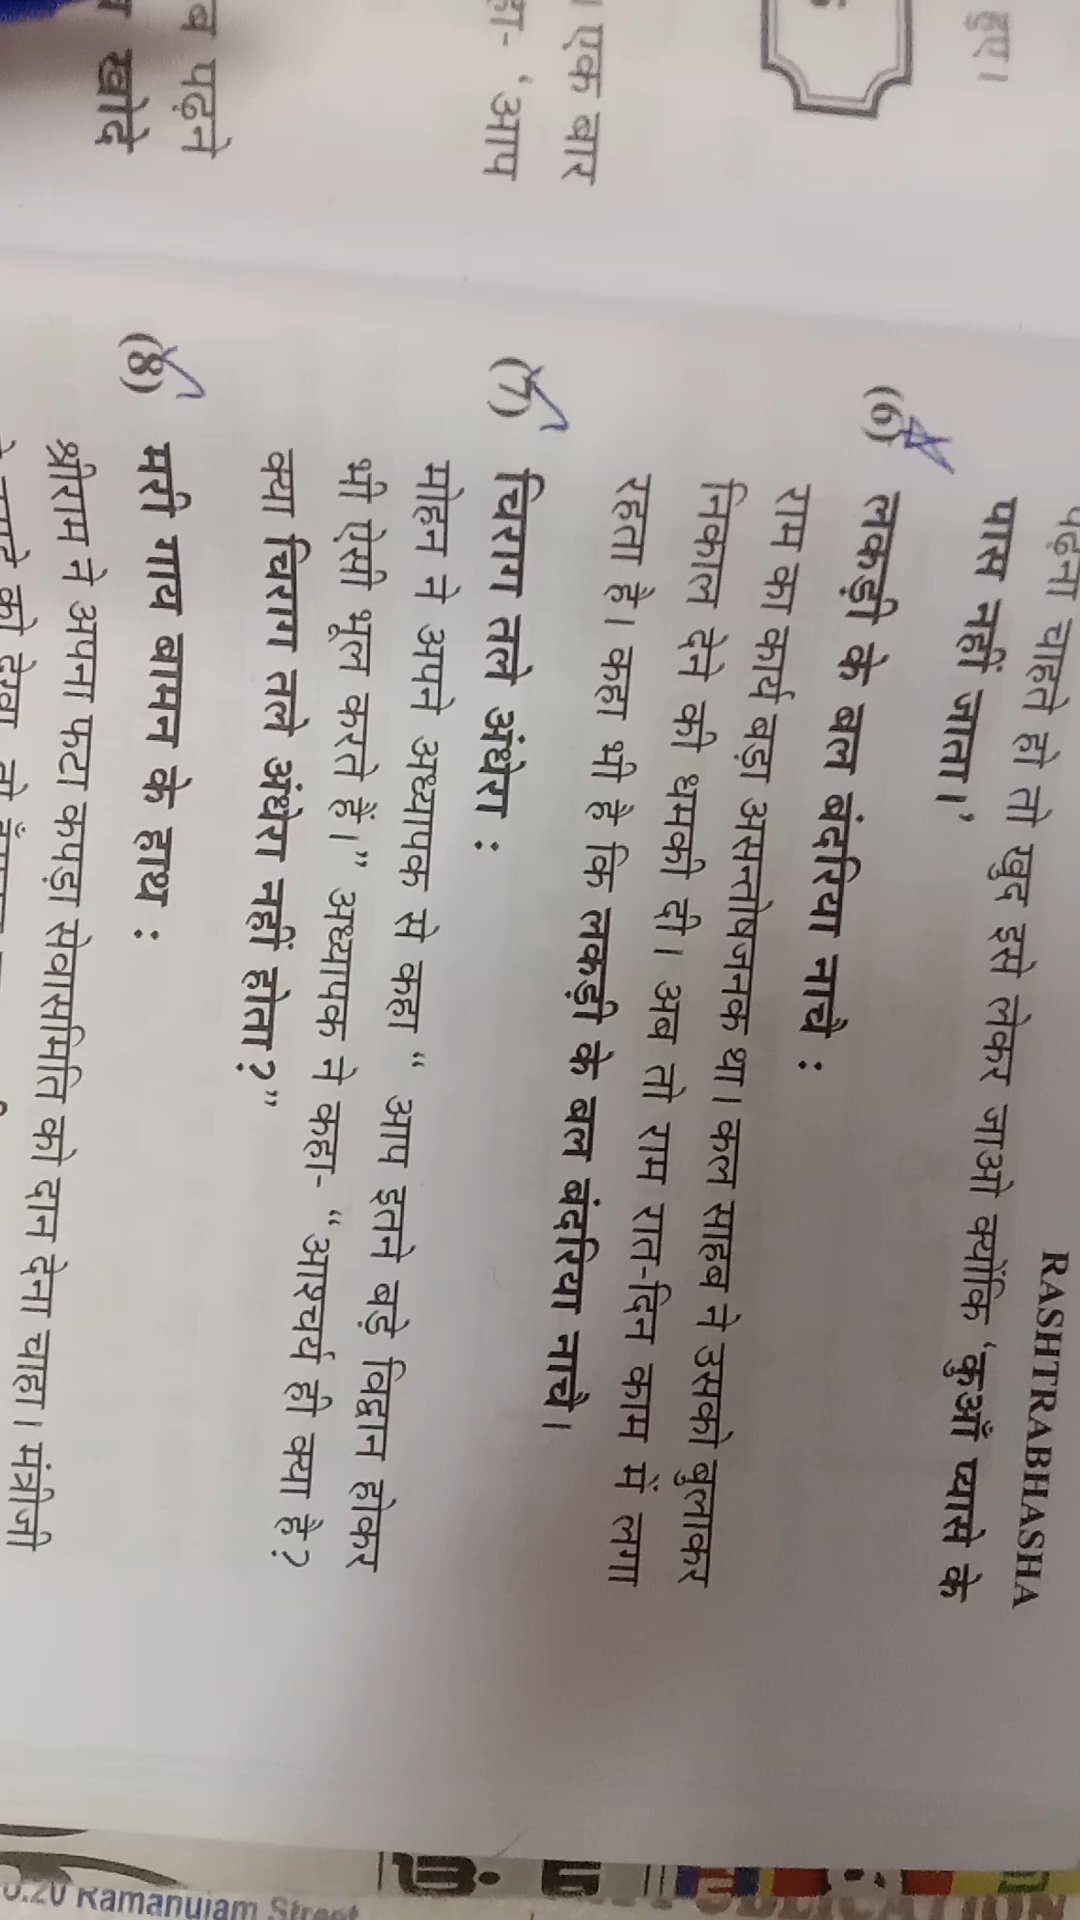 हुए।
। एक बार
'आप
पढ़ने
खोदे
RASHTRABHASHA
पढ़ना चाहते हो तो खुद इसे लेकर जाओ क्योंकि 'कुआँ प्यासे के
पास नहीं जाता।'
(6) लकड़ी के बल बंदरिया नाचे :
राम का कार्य बड़ा असन्तोषजनक था। कल साहब ने उसको बुलाकर
निकाल देने की धमकी दी। अब तो राम रात-दिन काम में लगा
रहता है। कहा भी है कि लकड़ी के बल बंदरिया नाचे।
(7) चिराग तले अंधेरा :
मोहन ने अपने अध्यापक से कहा “ आप इतने बड़े विद्वान होकर
भी ऐसी भूल करते हैं।” अध्यापक ने कहा- “आश्चर्य ही क्या है?
क्या चिराग तले अंधेरा नहीं होता?”
(8) मरी गाय बामन के हाथ :
श्रीराम ने अपना फटा कपड़ा सेवासमिति को दान देना चाहा। मंत्रीजी
को देखा तो
Ramanujam Street